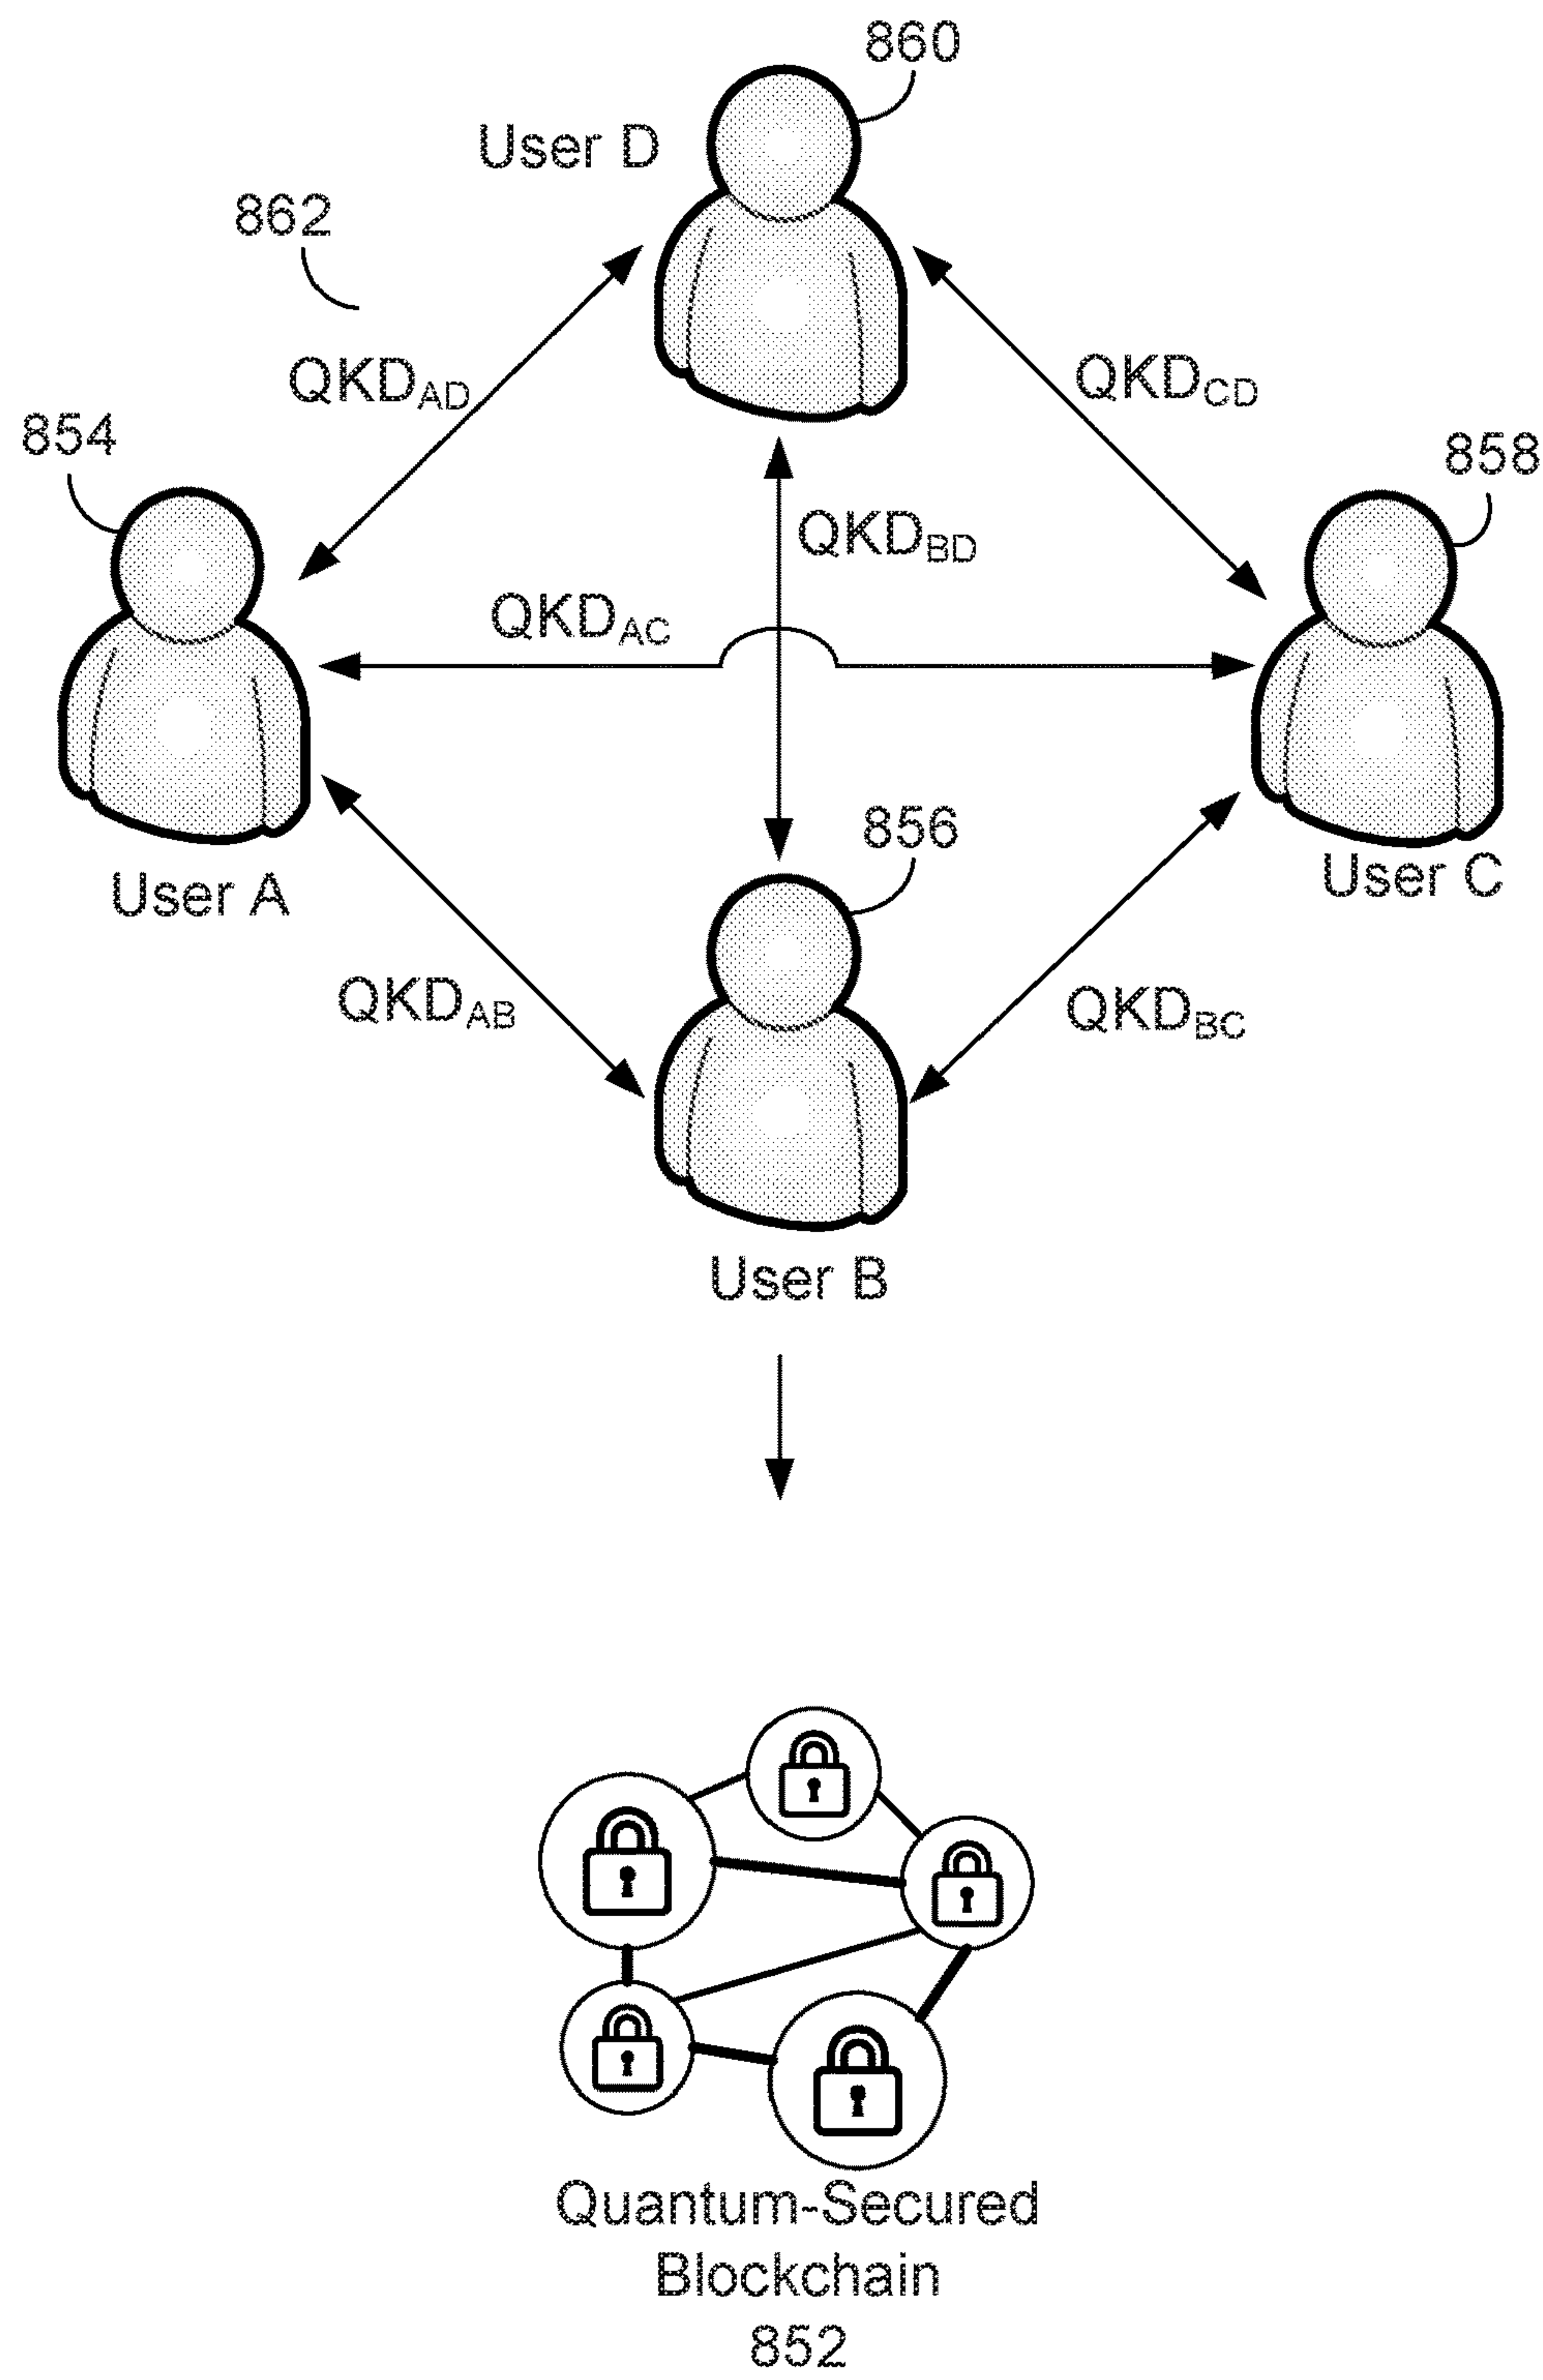 860
User D
862
QKDAD
QKDCD
854
858
QKDBD
QKDAC
856
User A
User C
QKDAB
QKDBC
User B
Quantum-Secured
Blockchain
852